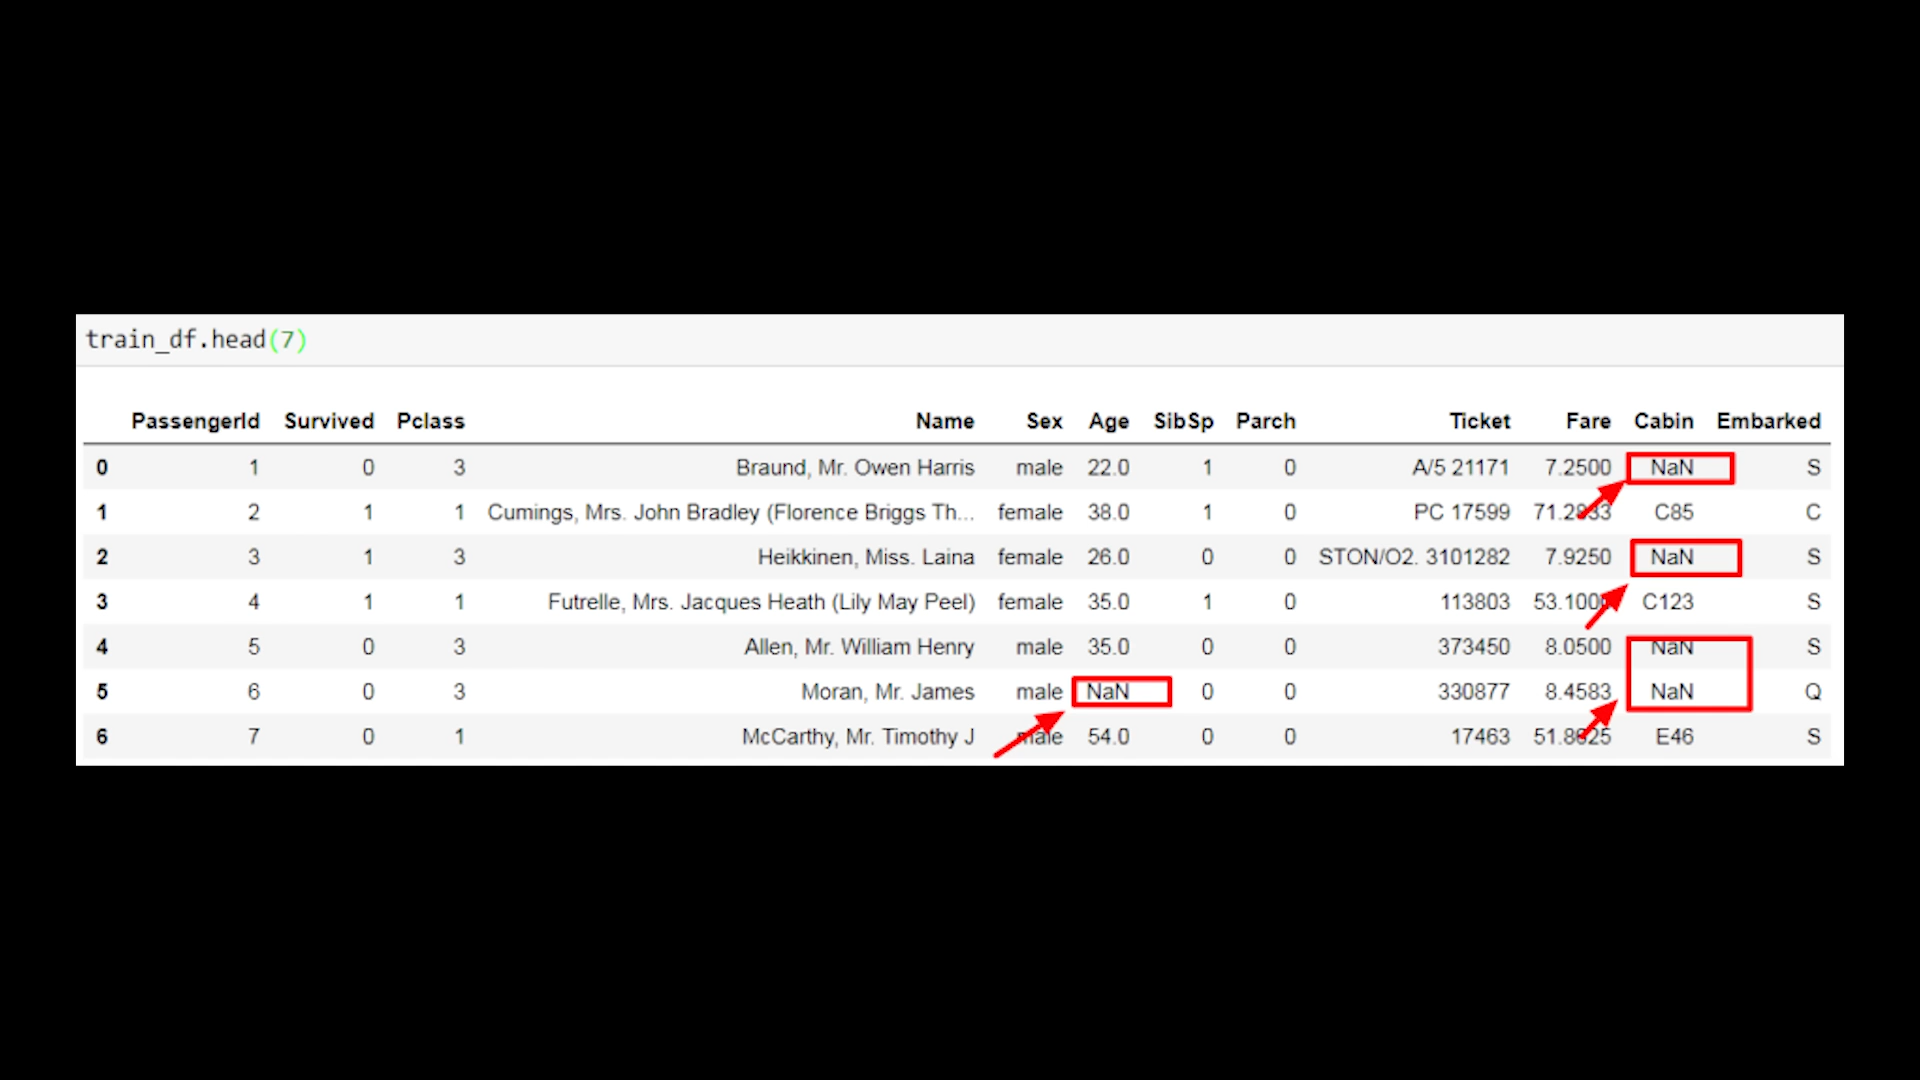 train_df.head(7)
PassengerId Survived Pclass Name Sex Age SibSp Parch Ticket Fare Cabin Embarked
0 1 0 3 Braund, Mr. Owen Harris male 22.0 1 0 A/5 21171 7.2500 NaN S
1 2 1 1 Cumings, Mrs. John Bradley (Florence Briggs Th... female 38.0 1 0 PC 17599 71.2833 C85 C
2 3 1 3 Heikkinen, Miss. Laina female 26.0 0 0 STON/O2. 3101282 7.9250 NaN S
3 4 1 1 Futrelle, Mrs. Jacques Heath (Lily May Peel) female 35.0 1 0 113803 53.1000 C123 S
4 5 0 3 Allen, Mr. William Henry male 35.0 0 0 373450 8.0500 NaN S
5 6 0 3 Moran, Mr. James male NaN 0 0 330877 8.4583 NaN Q
6 7 0 1 McCarthy, Mr. Timothy J male 54.0 0 0 17463 51.8625 E46 S